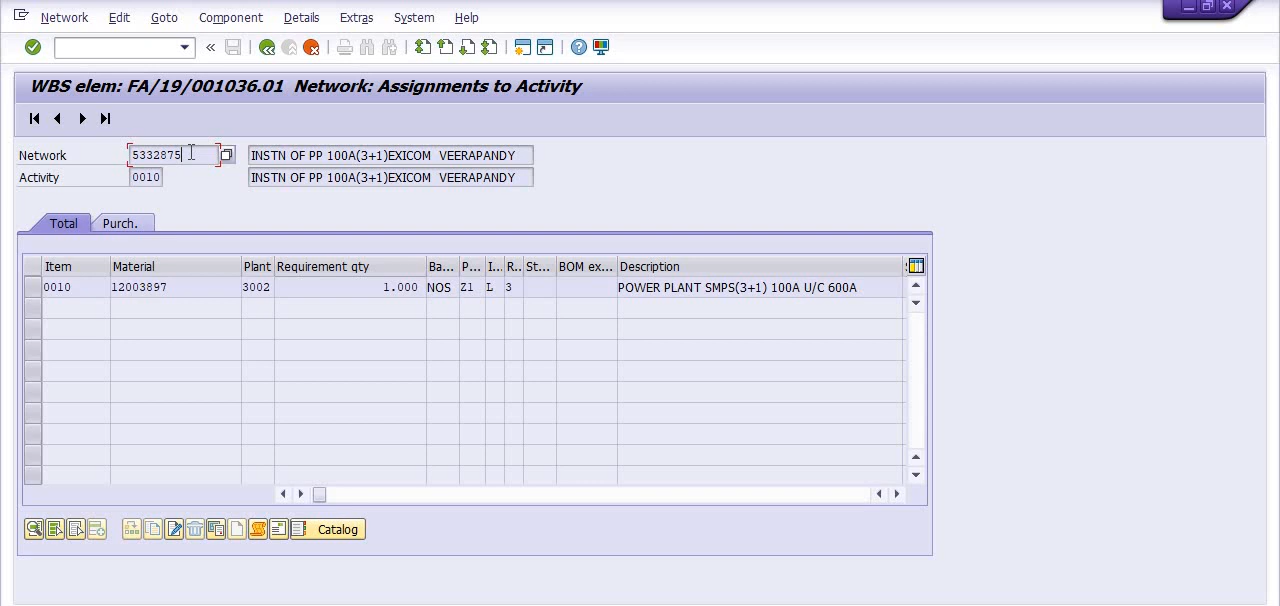 Network Edit Goto Component Details Extras System Help
WBS elem: FA/19/001036.01 Network: Assignments to Activity
Network 5332875 INSTN OF PP 100A(3+1)EXICOM VEERAPANDY
Activity 0010 INSTN OF PP 100A(3+1)EXICOM VEERAPANDY
Total Purch.
Item Material Plant Requirement qty Ba... P... I... R.. St... BOM ex... Description
0010 12003897 3002 1.000 NOS Z1 L 3 POWER PLANT SMPS(3+1) 100A U/C 600A
Catalog